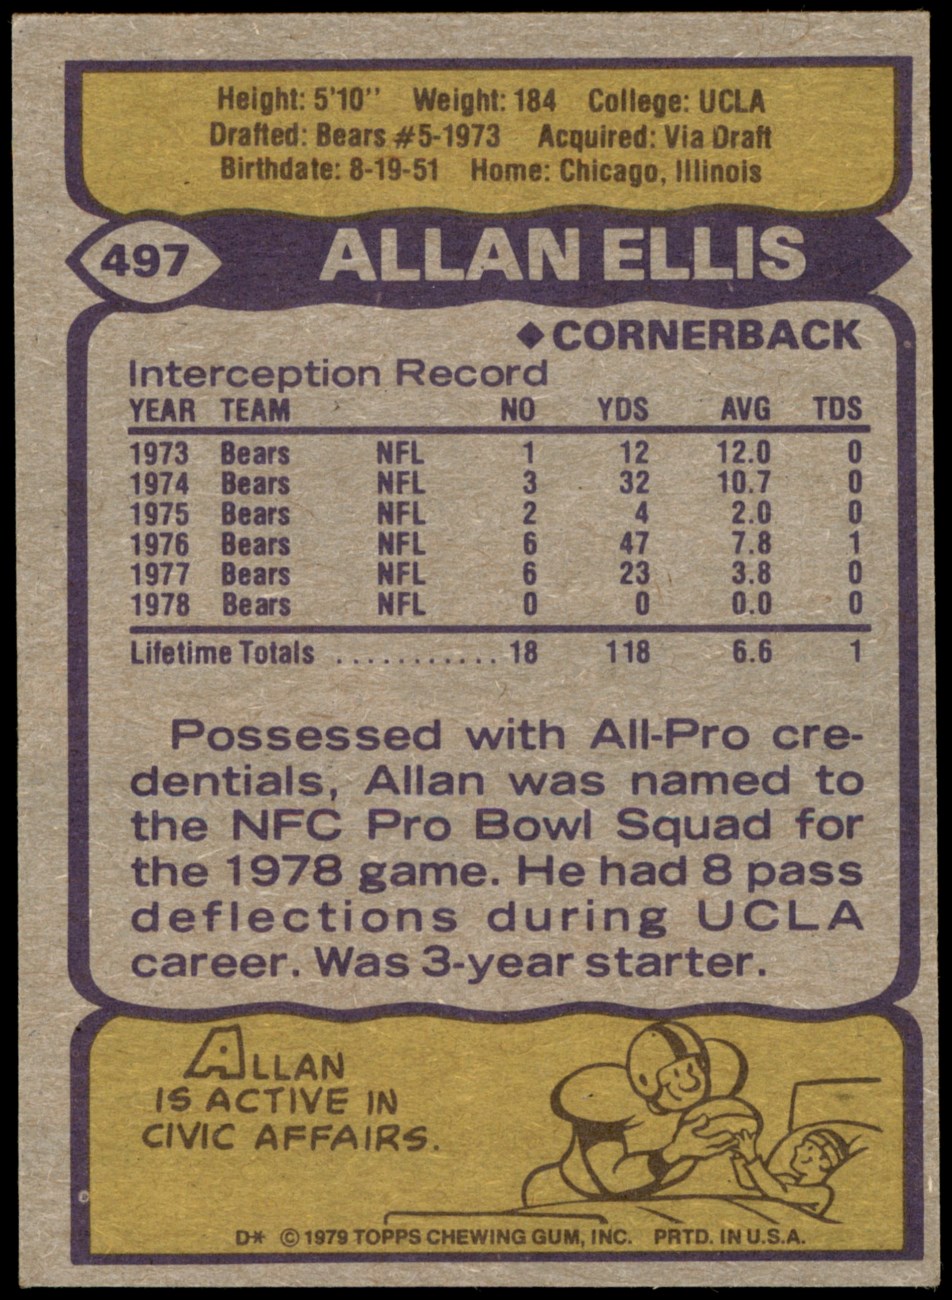 Height: 5'10" Weight: 184 College: UCLA
Drafted: Bears #5-1973 Acquired: Via Draft
Birthdate: 8-19-51 Home: Chicago, Illinois
497 ALLAN ELLIS
◆CORNERBACK
Interception Record
YEAR TEAM NO YDS AVG TDS
1973 Bears NFL 1 12 12.0 0
1974 Bears NFL 3 32 10.7 0
1975 Bears NFL 2 4 2.0 0
1976 Bears NFL 6 47 7.8 1
1977 Bears NFL 6 23 3.8 0
1978 Bears NFL 0 0 0.0 0
Lifetime Totals ........... 18 118 6.6 1
Possessed with All-Pro cre-
dentials, Allan was named to
the NFC Pro Bowl Squad for
the 1978 game. He had 8 pass
deflections during UCLA
career. Was 3-year starter.
ALLAN
IS ACTIVE IN
CIVIC AFFAIRS.
D* © 1979 TOPPS CHEWING GUM, INC. PRTD. IN U.S.A.